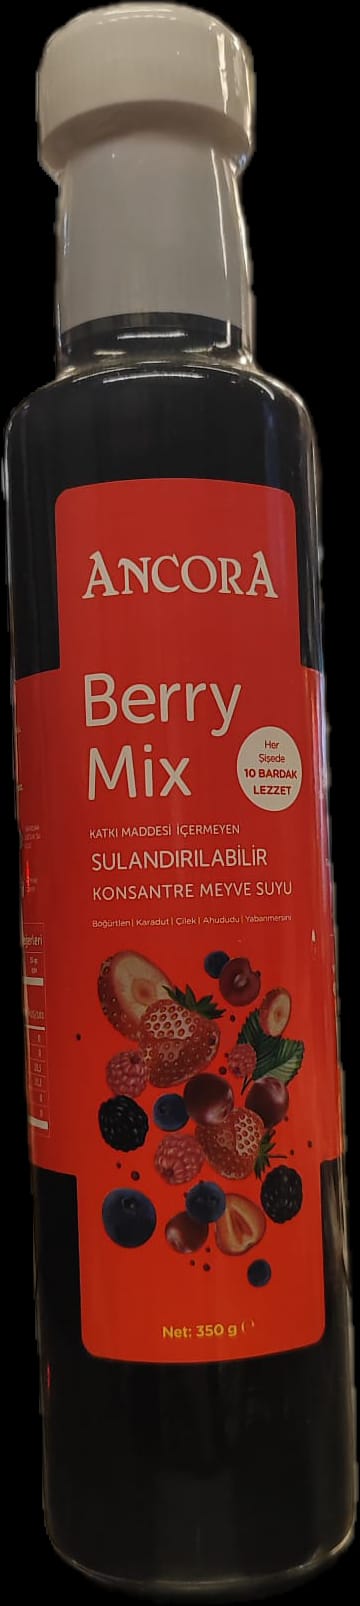 ANCORA
Berry
Mix
Her
Şişede
10 BARDAK
LEZZET
KATKI MADDESİ İÇERMEYEN
SULANDIRILABİLİR
KONSANTRE MEYVE SUYU
Böğürtlen | Karadut | Çilek | Ahududu | Yabanmersini
Net: 350 g